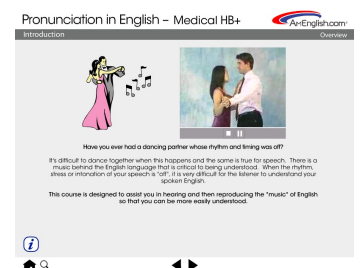 Pronunciation in English – Medical HB+
AmEnglish.com
Introduction
Overview
Have you ever had a dancing partner whose rhythm and timing was off?
It's difficult to dance together when this happens and the same is true for speech. There is a
music behind the English language that is critical to being understood. When the rhythm,
stress or intonation of your speech is "off", it is very difficult for the listener to understand your
spoken English.
This course is designed to assist you in hearing and then reproducing the "music" of English
so that you can be more easily understood.
i